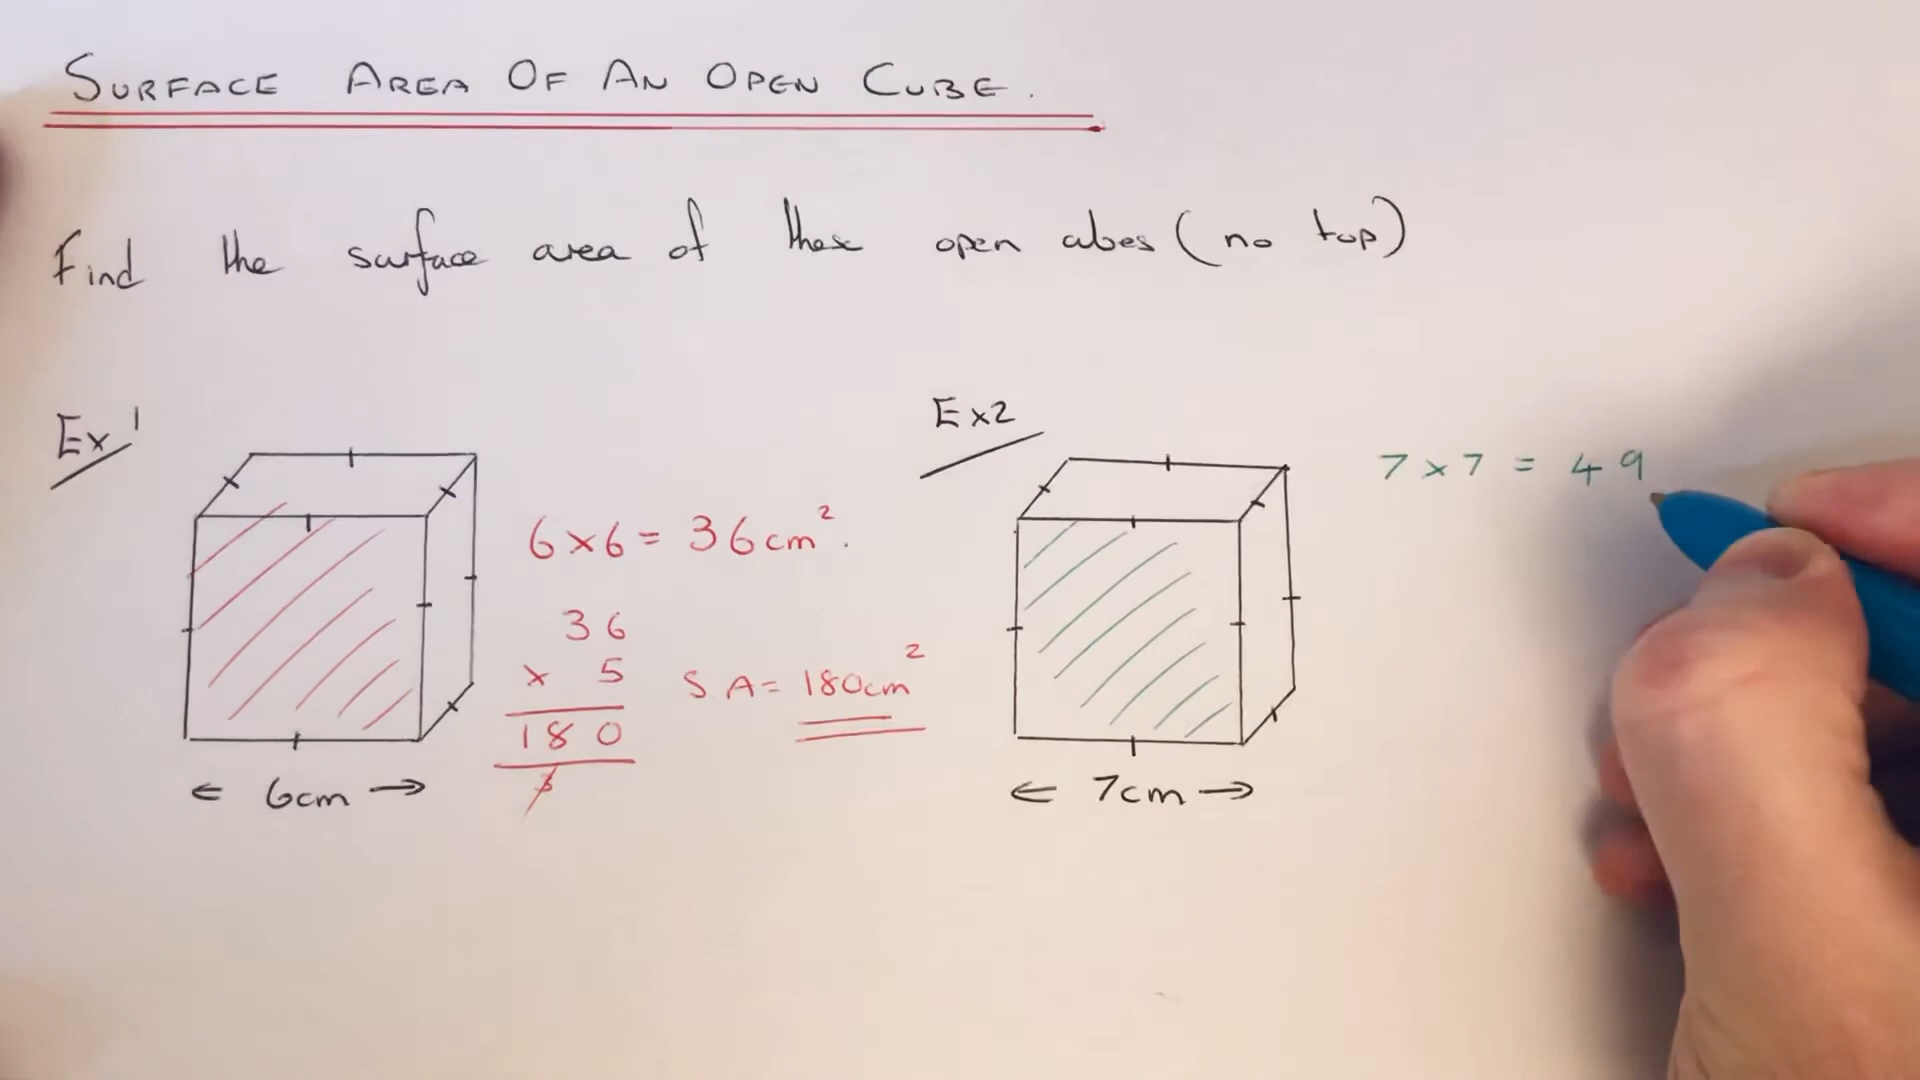 SURFACE AREA OF AN OPEN CUBE.
Find the surface area of these open cubes (no top)
Ex 1
6 x 6 = 36cm².
36
x 5
180
3
SA = 180cm²
6cm
Ex2
7 x 7 = 49
7cm